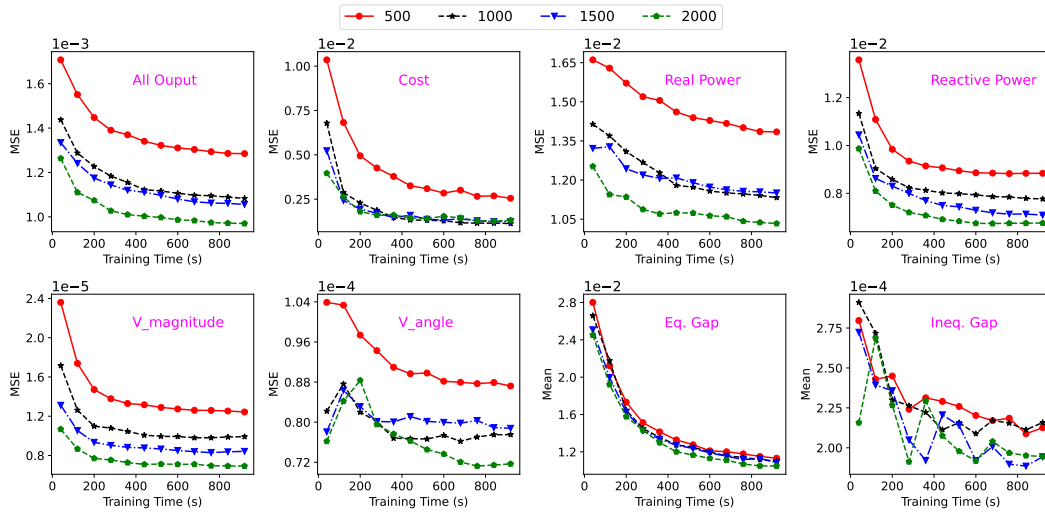 500 1000 1500 2000
1e−3 1e−2 1e−2 1e−2
All Ouput Cost Real Power Reactive Power
MSE MSE MSE MSE
1.6 1.4 1.2 1.0
1.00 0.75 0.50 0.25
1.65 1.50 1.35 1.20 1.05
1.2 1.0 0.8
0 200 400 600 800 0 200 400 600 800 0 200 400 600 800 0 200 400 600 800
Training Time (s) Training Time (s) Training Time (s) Training Time (s)
1e−5 1e−4 1e−2 1e−4
V_magnitude V_angle Eq. Gap Ineq. Gap
MSE MSE Mean Mean
2.4 2.0 1.6 1.2 0.8
1.04 0.96 0.88 0.80 0.72
2.8 2.4 2.0 1.6 1.2
2.75 2.50 2.25 2.00
0 200 400 600 800 0 200 400 600 800 0 200 400 600 800 0 200 400 600 800
Training Time (s) Training Time (s) Training Time (s) Training Time (s)